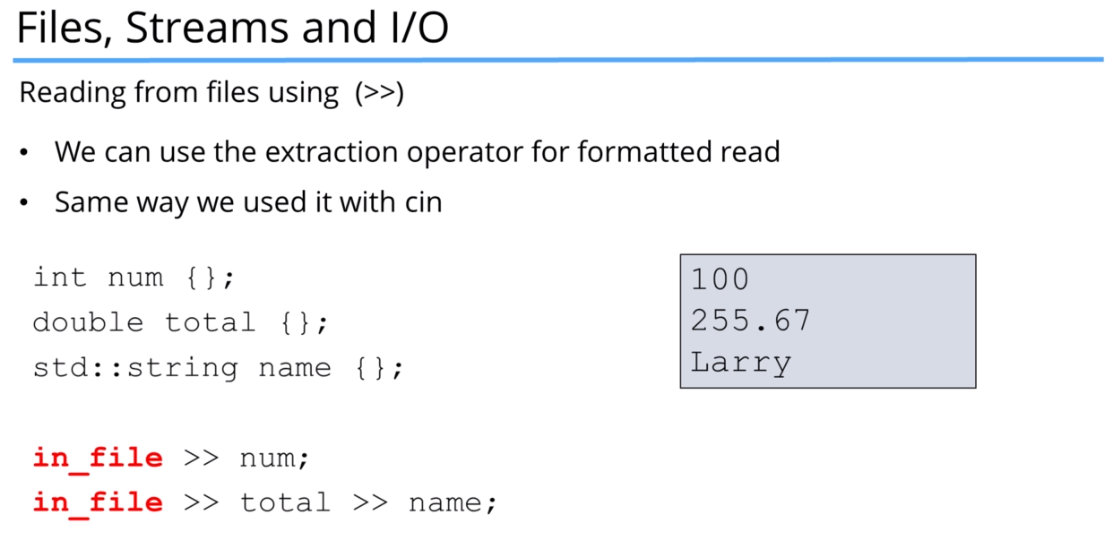 Files, Streams and I/O
Reading from files using (>>)
• We can use the extraction operator for formatted read
• Same way we used it with cin
int num {};
double total {};
std::string name {};
in_file >> num;
in_file >> total >> name;
100
255.67
Larry